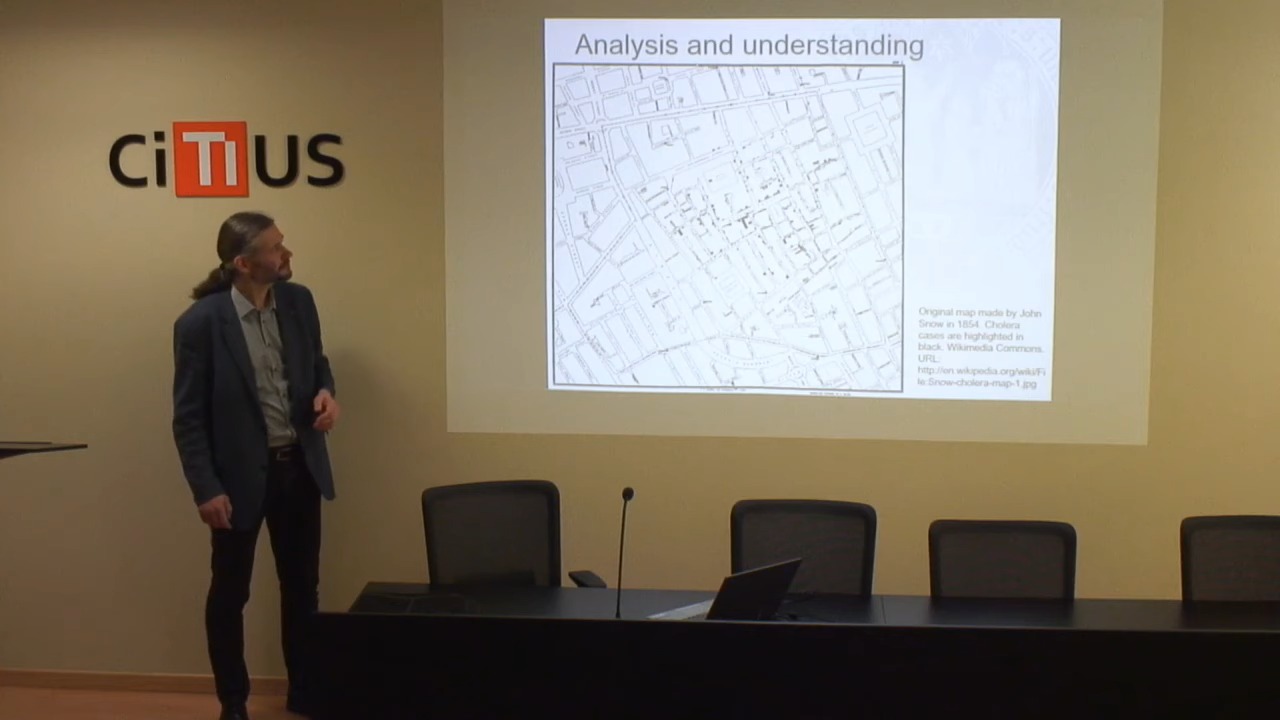 CiTIUS
Analysis and understanding
Original map made by John
Snow in 1854. Cholera
cases are highlighted in
black. Wikimedia Commons.
URL:
http://en.wikipedia.org/wiki/Fi
le:Snow-cholera-map-1.jpg